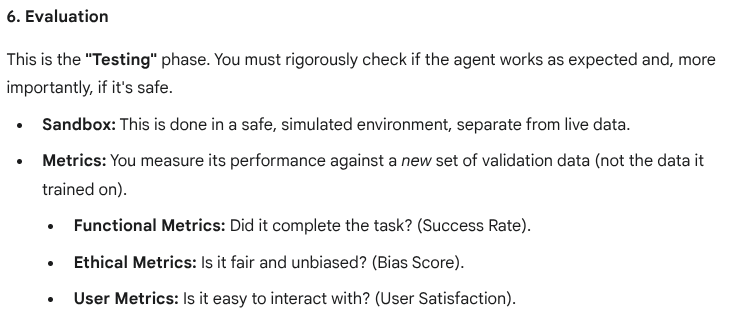 6. Evaluation
This is the "Testing" phase. You must rigorously check if the agent works as expected and, more
importantly, if it's safe.
• Sandbox: This is done in a safe, simulated environment, separate from live data.
• Metrics: You measure its performance against a new set of validation data (not the data it
trained on).
• Functional Metrics: Did it complete the task? (Success Rate).
• Ethical Metrics: Is it fair and unbiased? (Bias Score).
• User Metrics: Is it easy to interact with? (User Satisfaction).